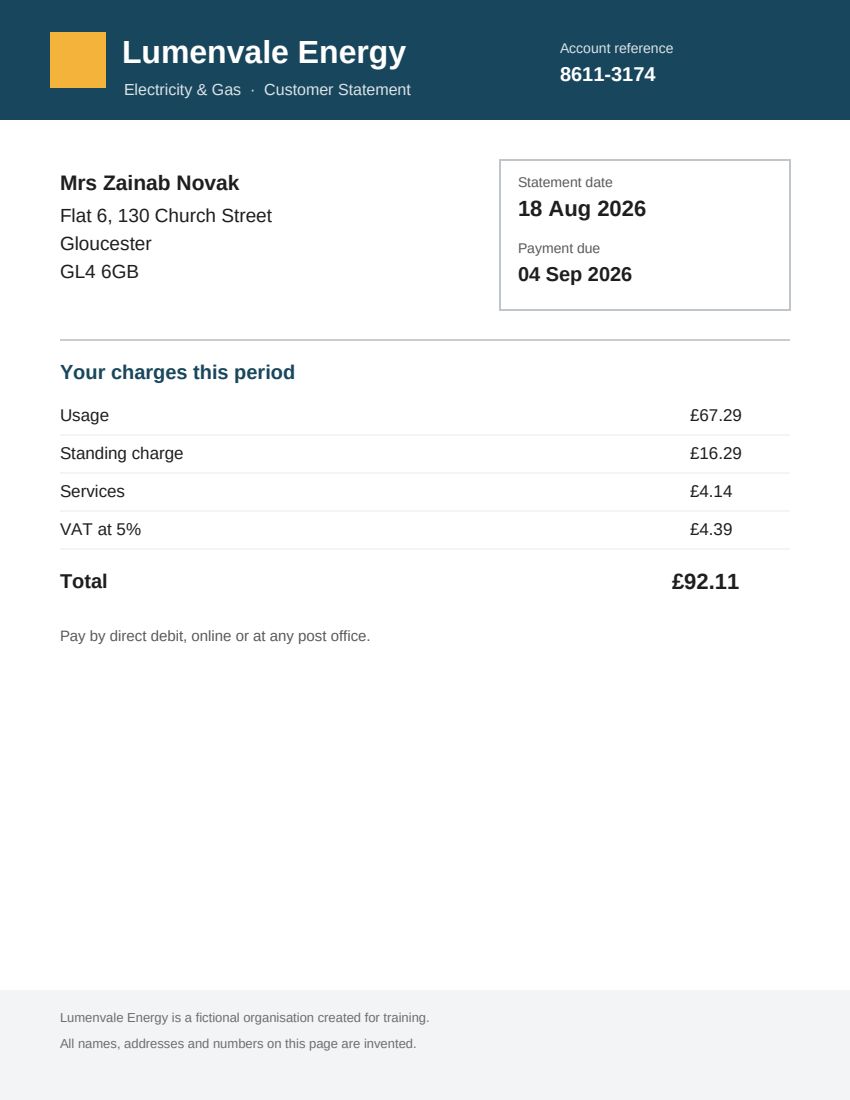 Lumenvale Energy
Electricity & Gas · Customer Statement
Account reference
8611-3174
Mrs Zainab Novak
Flat 6, 130 Church Street
Gloucester
GL4 6GB
Statement date
18 Aug 2026
Payment due
04 Sep 2026
Your charges this period
Usage £67.29
Standing charge £16.29
Services £4.14
VAT at 5% £4.39
Total £92.11
Pay by direct debit, online or at any post office.
Lumenvale Energy is a fictional organisation created for training.
All names, addresses and numbers on this page are invented.